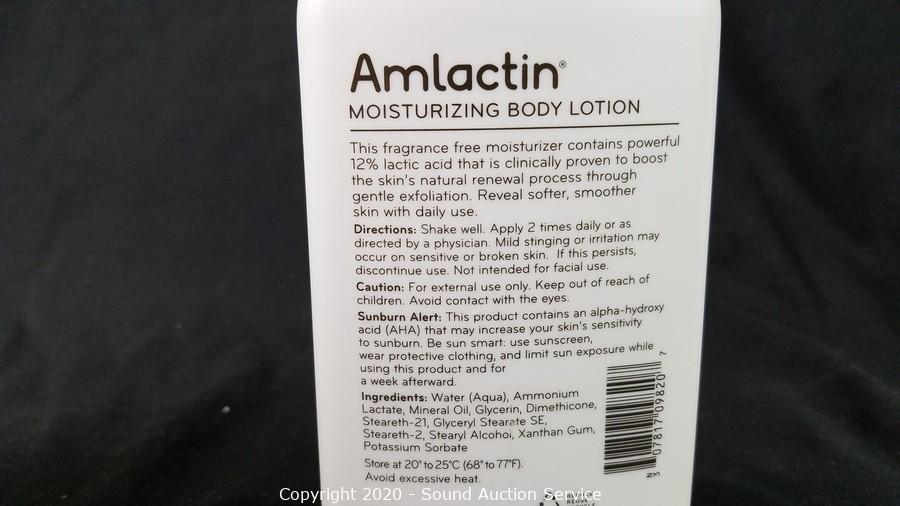 Amlactin®
MOISTURIZING BODY LOTION
This fragrance free moisturizer contains powerful
12% lactic acid that is clinically proven to boost
the skin's natural renewal process through
gentle exfoliation. Reveal softer, smoother
skin with daily use.
Directions: Shake well. Apply 2 times daily or as
directed by a physician. Mild stinging or irritation may
occur on sensitive or broken skin. If this persists,
discontinue use. Not intended for facial use.
Caution: For external use only. Keep out of reach of
children. Avoid contact with the eyes.
Sunburn Alert: This product contains an alpha-hydroxy
acid (AHA) that may increase your skin's sensitivity
to sunburn. Be sun smart: use sunscreen,
wear protective clothing, and limit sun exposure while
using this product and for
a week afterward.
Ingredients: Water (Aqua), Ammonium
Lactate, Mineral Oil, Glycerin, Dimethicone,
Steareth-21, Glyceryl Stearate SE,
Steareth-2, Stearyl Alcohol, Xanthan Gum,
Potassium Sorbate
Store at 20° to 25°C (68° to 77°F).
Avoid excessive heat.
07817 09820 7
Copyright 2020 - Sound Auction Service